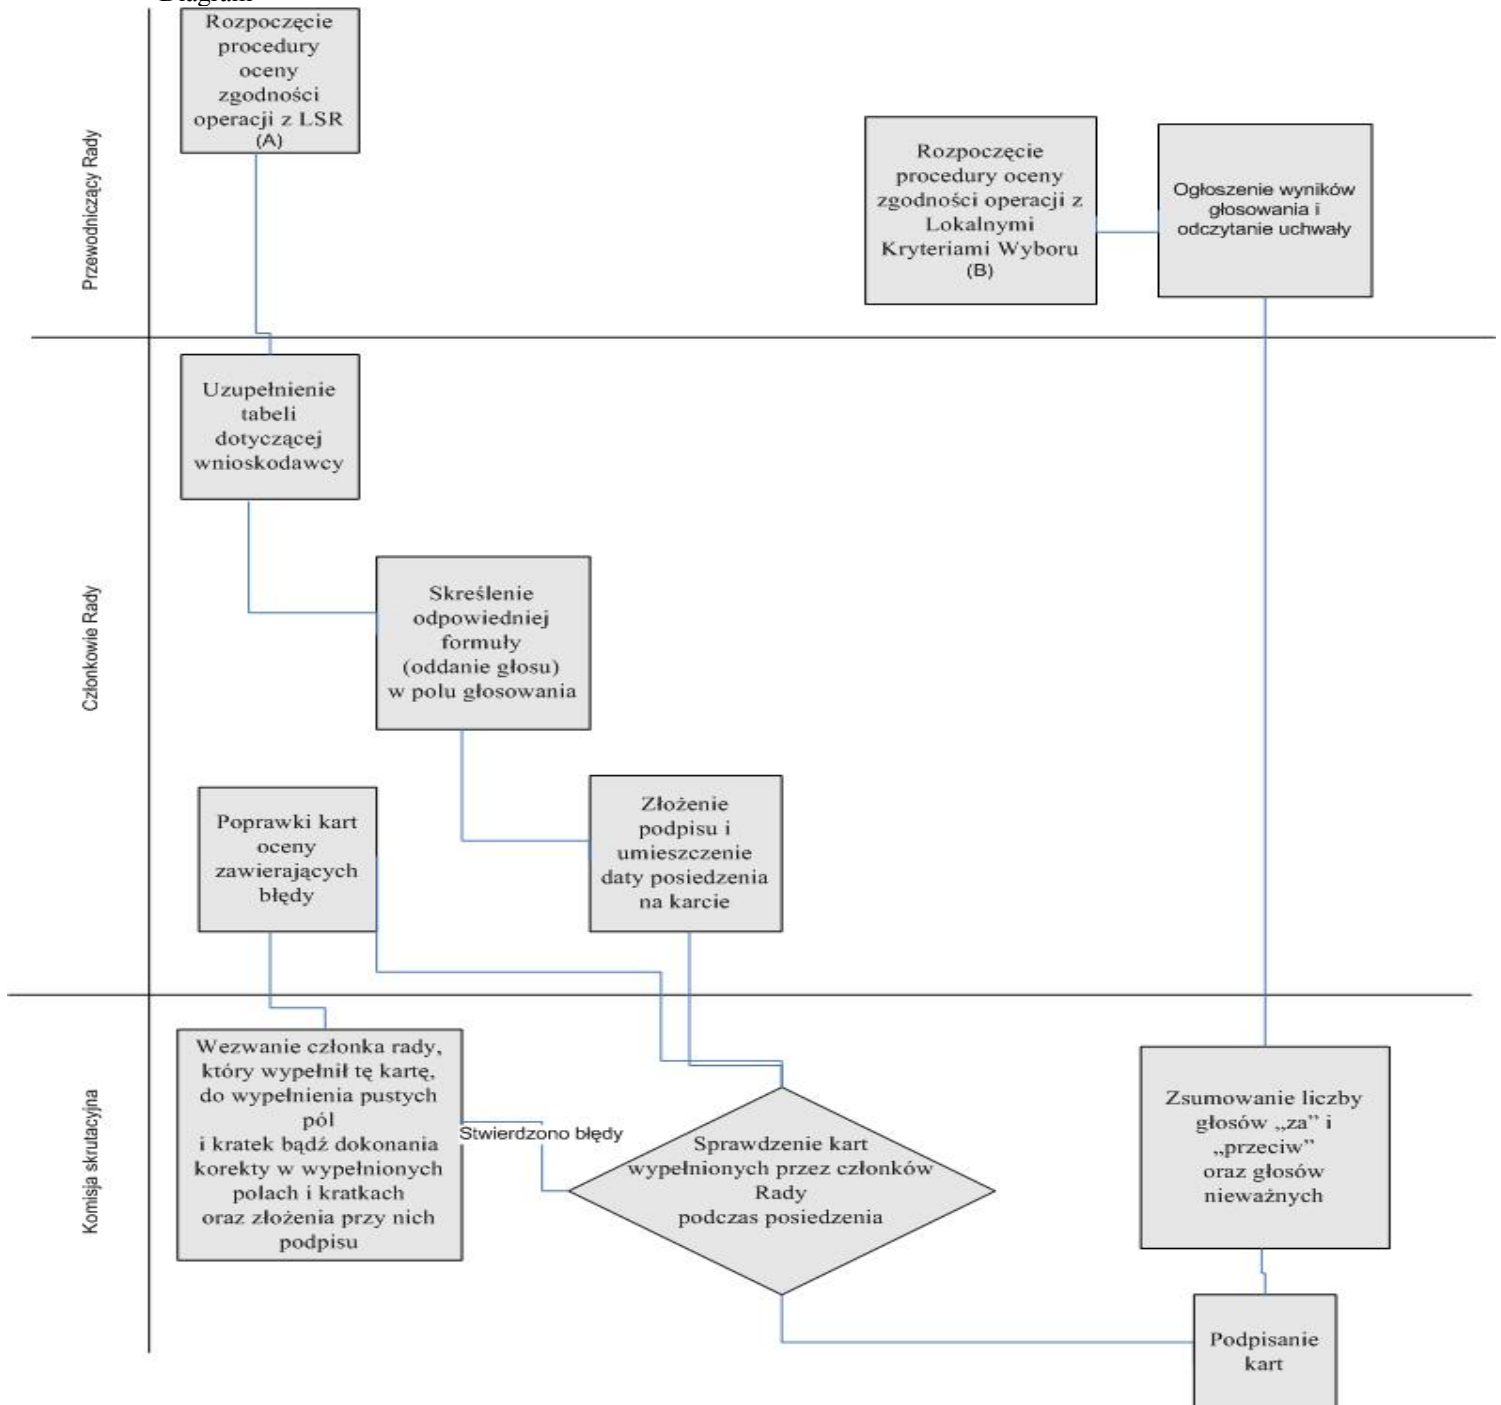 Diagram
Przewodniczący Rady
Rozpoczęcie
procedury
oceny
zgodności
operacji z LSR
(A)
Rozpoczęcie
procedury oceny
zgodności operacji z
Lokalnymi
Kryteriami Wyboru
(B)
Ogłoszenie wyników
głosowania i
odczytanie uchwały
Członkowie Rady
Uzupełnienie
tabeli
dotyczącej
wnioskodawcy
Skreślenie
odpowiedniej
formuły
(oddanie głosu)
w polu głosowania
Złożenie
podpisu i
umieszczenie
daty posiedzenia
na karcie
Poprawki kart
oceny
zawierających
błędy
Komisja skrutacyjna
Wezwanie członka rady,
który wypełnił tę kartę,
do wypełnienia pustych
pól
i kratek bądź dokonania
korekty w wypełnionych
polach i kratkach
oraz złożenia przy nich
podpisu
Stwierdzono błędy
Sprawdzenie kart
wypełnionych przez członków
Rady
podczas posiedzenia
Zsumowanie liczby
głosów „za” i
„przeciw”
oraz głosów
nieważnych
Podpisanie
kart